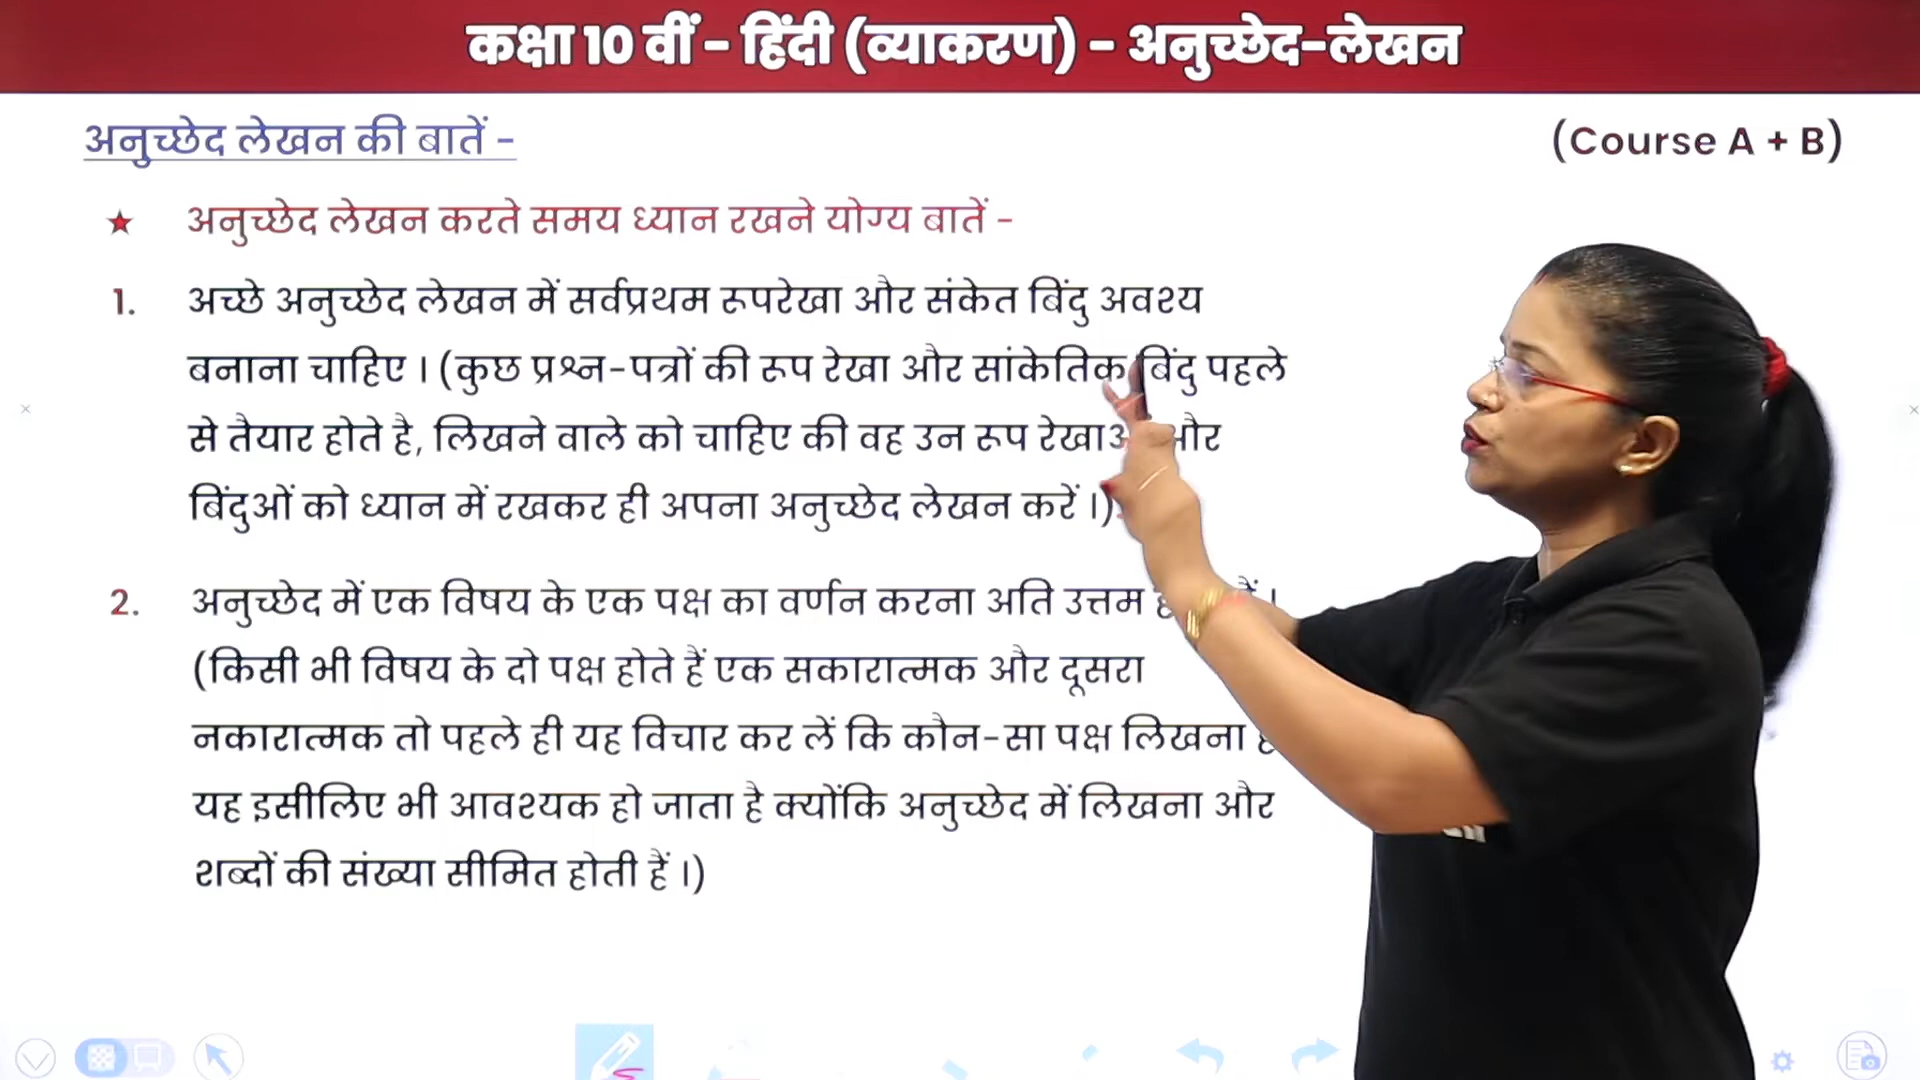 कक्षा 10 वीं - हिंदी (व्याकरण) - अनुच्छेद-लेखन
अनुच्छेद लेखन की बातें -
(Course A + B)
★ अनुच्छेद लेखन करते समय ध्यान रखने योग्य बातें -
1. अच्छे अनुच्छेद लेखन में सर्वप्रथम रूपरेखा और संकेत बिंदु अवश्य
बनाना चाहिए । (कुछ प्रश्न-पत्रों की रूप रेखा और सांकेतिक बिंदु पहले
से तैयार होते है, लिखने वाले को चाहिए की वह उन रूप और
बिंदुओं को ध्यान में रखकर ही अपना अनुच्छेद लेखन करें ।)
2. अनुच्छेद में एक विषय के एक पक्ष का वर्णन करना अति उत्तम
(किसी भी विषय के दो पक्ष होते हैं एक सकारात्मक और दूसरा
नकारात्मक तो पहले ही यह विचार कर लें कि कौन-सा पक्ष लिखना
यह इसीलिए भी आवश्यक हो जाता है क्योंकि अनुच्छेद में लिखना और
शब्दों की संख्या सीमित होती हैं ।)